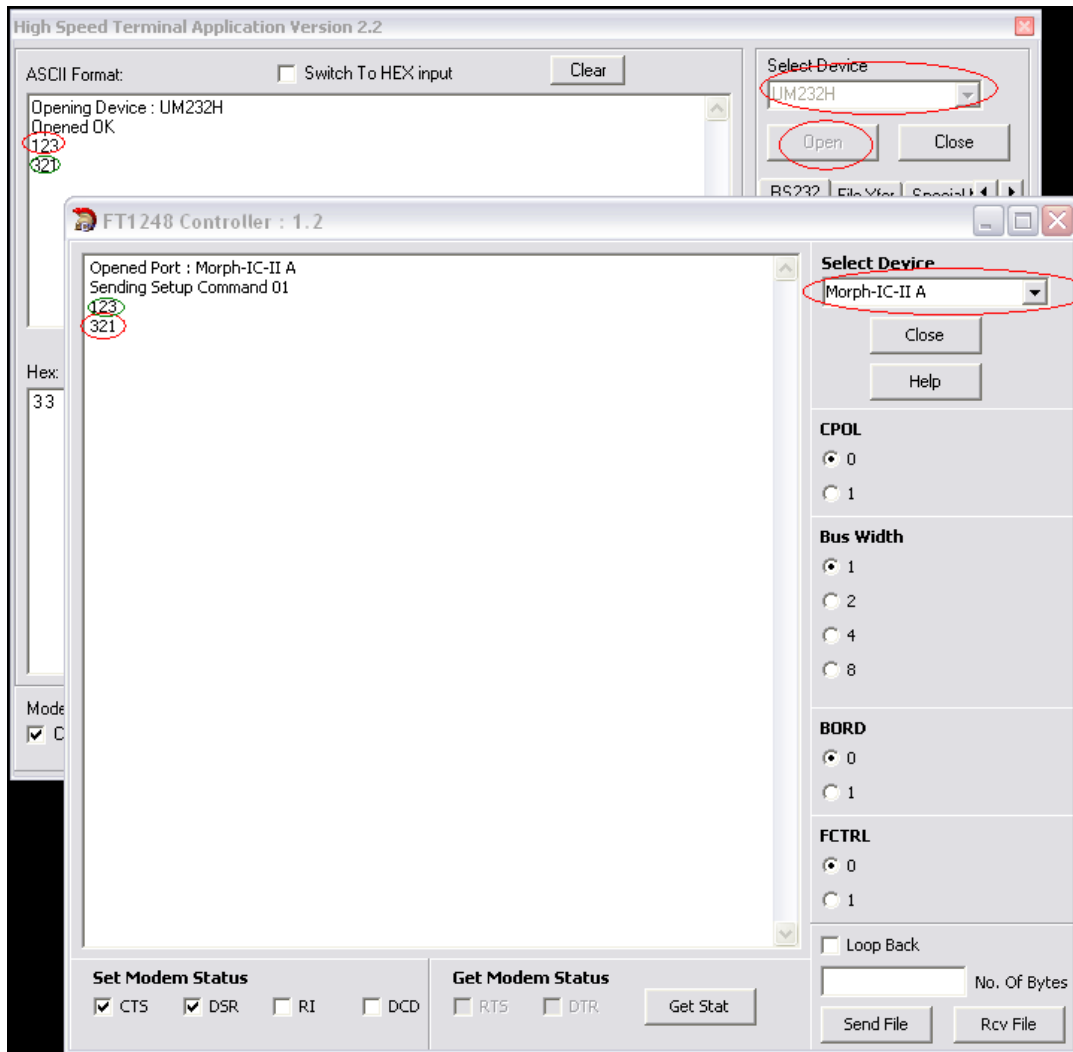 High Speed Terminal Application Version 2.2
ASCII Format:
Switch To HEX input
Clear
Opening Device : UM232H
Opened OK
123
321
Select Device
UM232H
Open
Close
RS232
File Xfer
Special
Hex:
33
Mode
C
FT1248 Controller : 1.2
Opened Port : Morph-IC-II A
Sending Setup Command 01
123
321
Select Device
Morph-IC-II A
Close
Help
CPOL
0
1
Bus Width
1
2
4
8
BORD
0
1
FCTRL
0
1
Loop Back
No. Of Bytes
Send File
Rcv File
Set Modem Status
CTS
DSR
RI
DCD
Get Modem Status
RTS
DTR
Get Stat